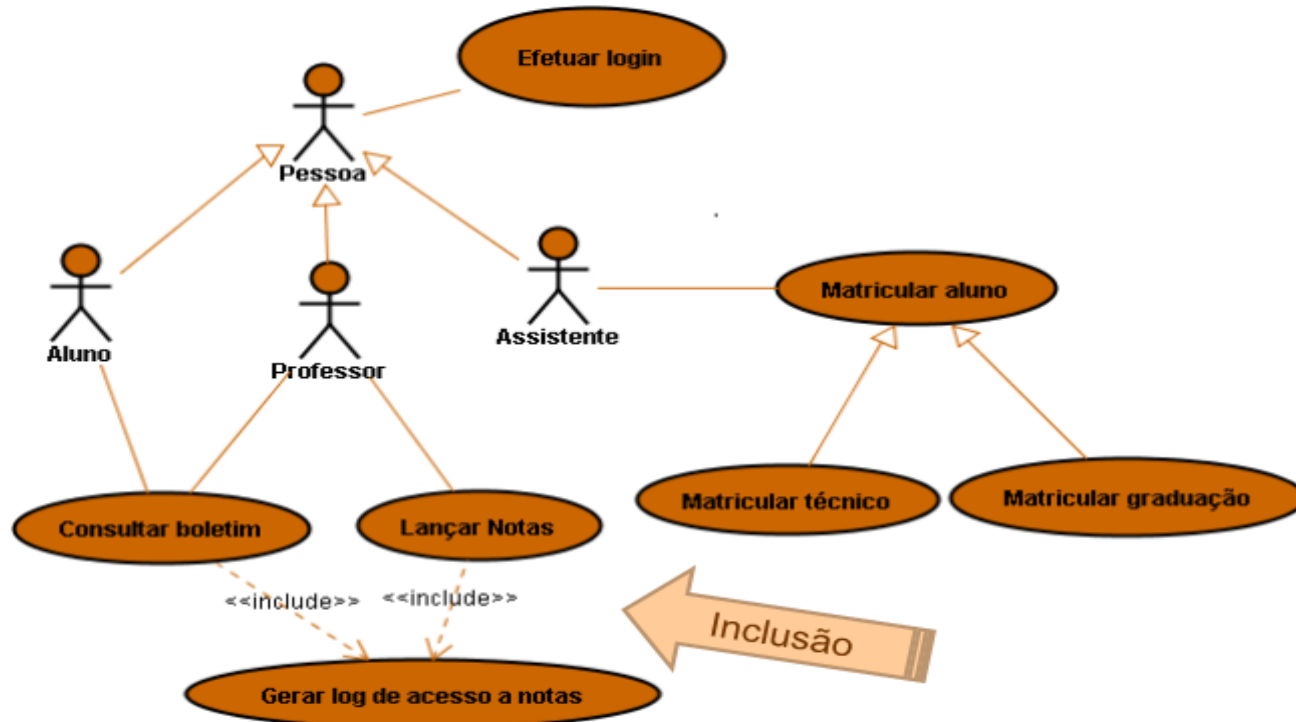 Efetuar login
Pessoa
Aluno
Professor
Assistente
Matricular aluno
Matricular técnico
Matricular graduação
Consultar boletim
Lançar Notas
<<include>>
<<include>>
Inclusão
Gerar log de acesso a notas